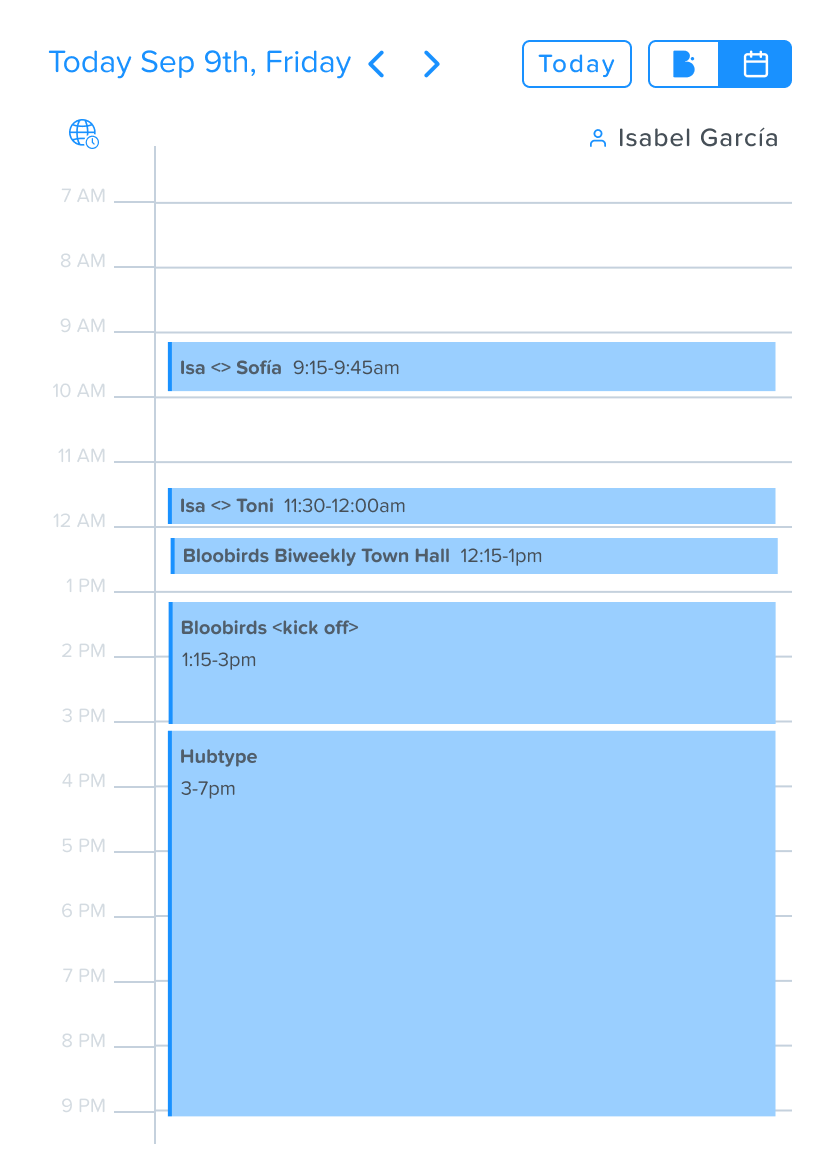 Today Sep 9th, Friday
Today
Isabel García
7 AM
8 AM
9 AM
Isa <> Sofía 9:15-9:45am
10 AM
11 AM
Isa <> Toni 11:30-12:00am
12 AM
Bloobirds Biweekly Town Hall 12:15-1pm
1 PM
Bloobirds <kick off>
2 PM
1:15-3pm
3 PM
Hubtype
4 PM
3-7pm
5 PM
6 PM
7 PM
8 PM
9 PM